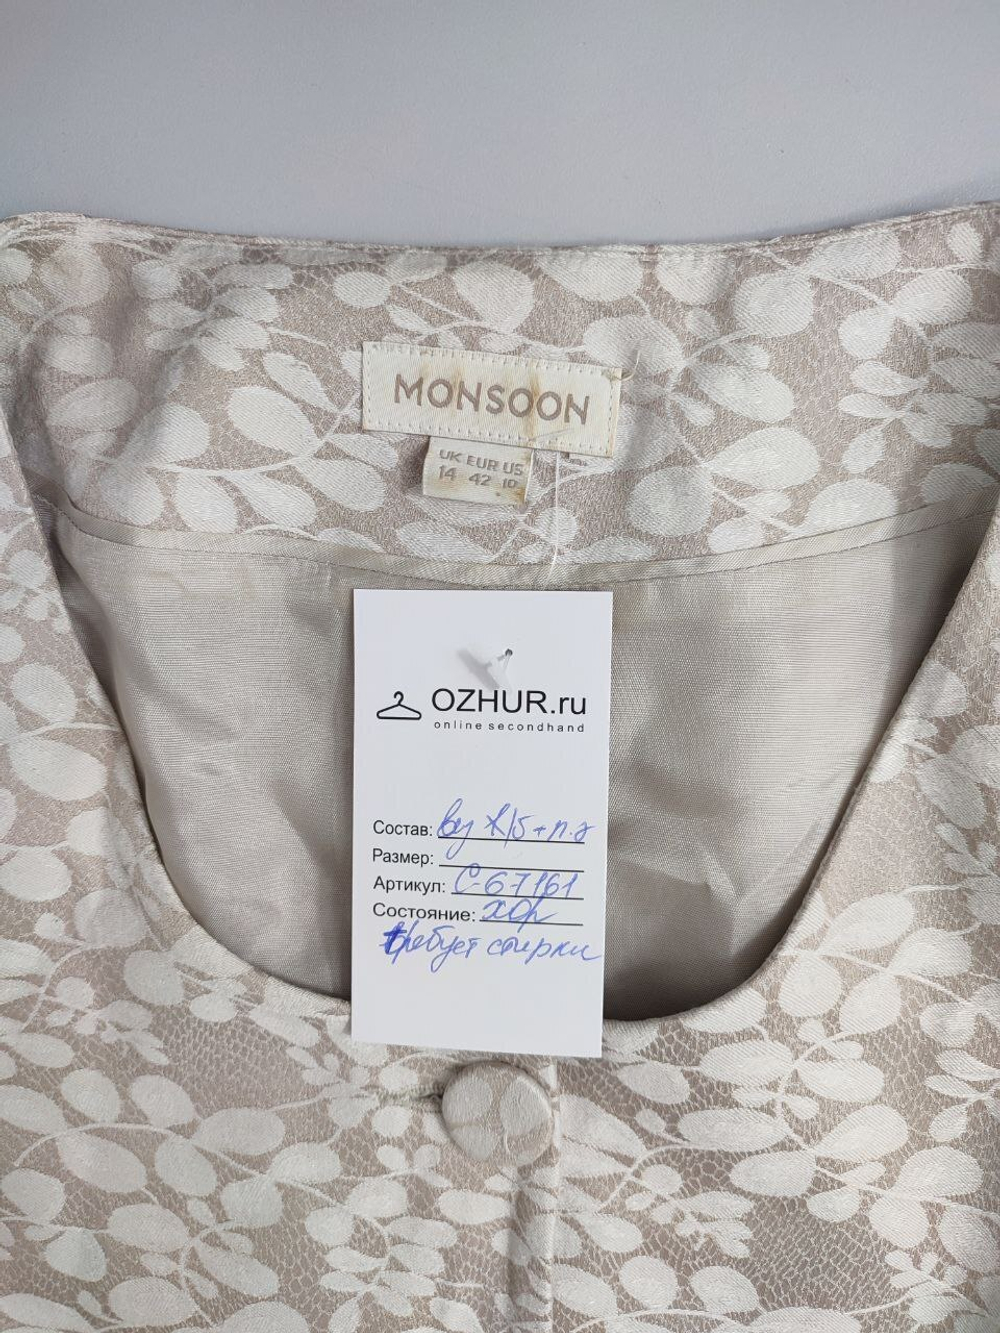 MONSOON
UK EUR US
14 42 10
OZHUR.ru
online secondhand
Состав: х/б + п.э
Размер:
Артикул: С-67161
Состояние: хор
требует стирки